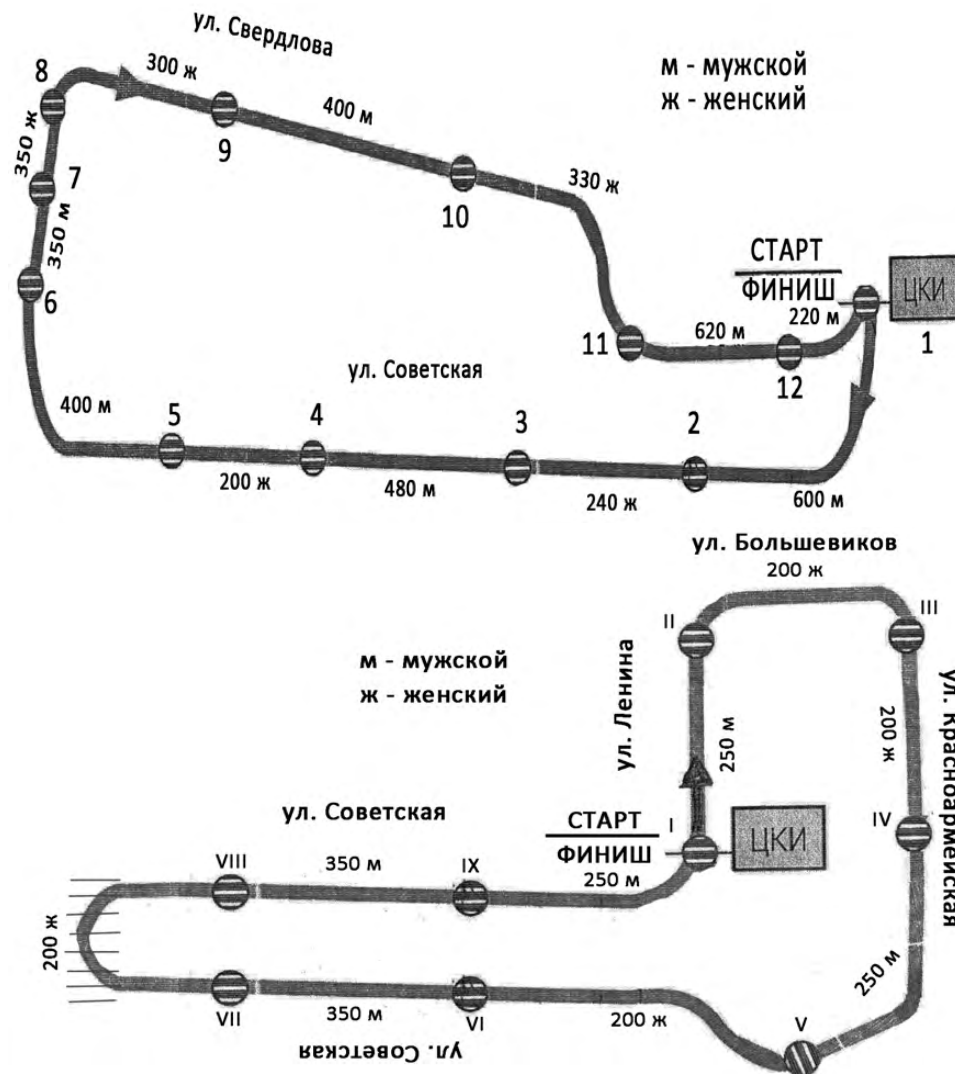 ул. Свердлова
8
300 ж
400 м
м - мужской
ж - женский
350 ж
7
9
10
330 ж
350 м
6
СТАРТ
ФИНИШ
ЦКИ
220 м
1
11
620 м
12
ул. Советская
400 м
5
4
3
2
200 ж
480 м
240 ж
600 м
ул. Большевиков
200 ж
II
III
м - мужской
ж - женский
ул. Ленина
250 м
200 ж
ул. Красноармейская
ул. Советская
СТАРТ
ФИНИШ
I
ЦКИ
IV
VIII
350 м
IX
250 м
200 ж
250 м
VII
350 м
VI
200 ж
V
ул. Советская